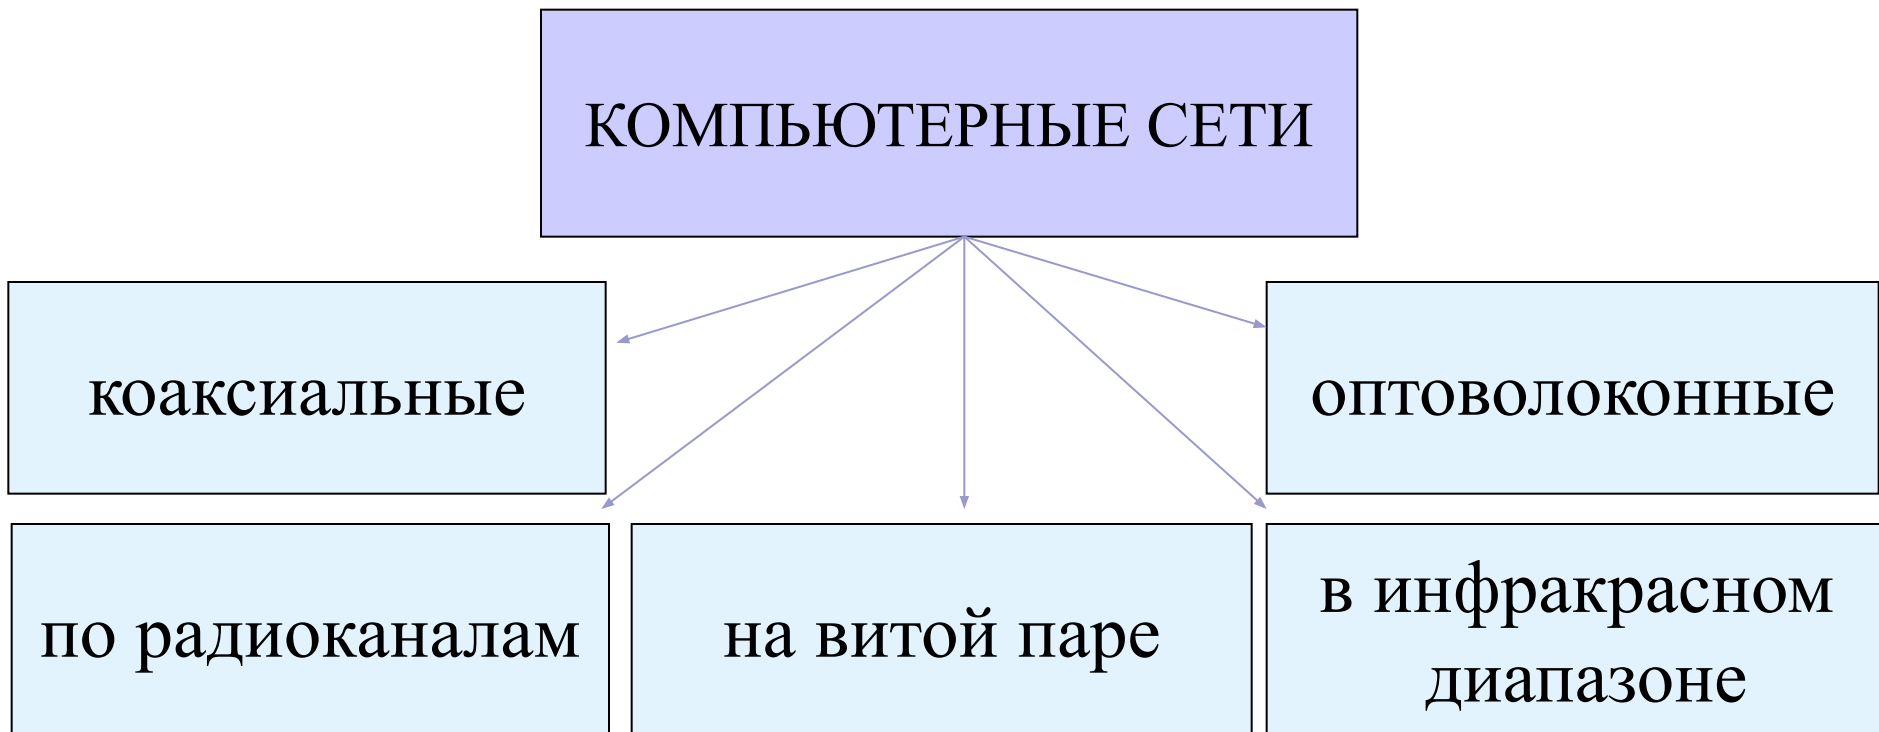 КОМПЬЮТЕРНЫЕ СЕТИ
коаксиальные
оптоволоконные
по радиоканалам
на витой паре
в инфракрасном
диапазоне